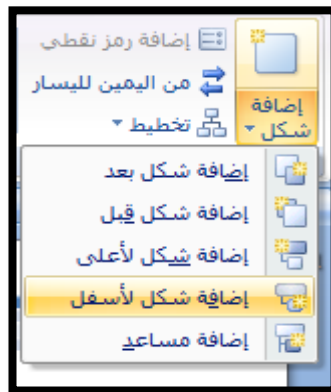 إضافة رمز نقطي
من اليمين لليسار
تخطيط
إضافة
شكل
إضافة شكل بعد
إضافة شكل قبل
إضافة شكل لأعلى
إضافة شكل لأسفل
إضافة مساعد